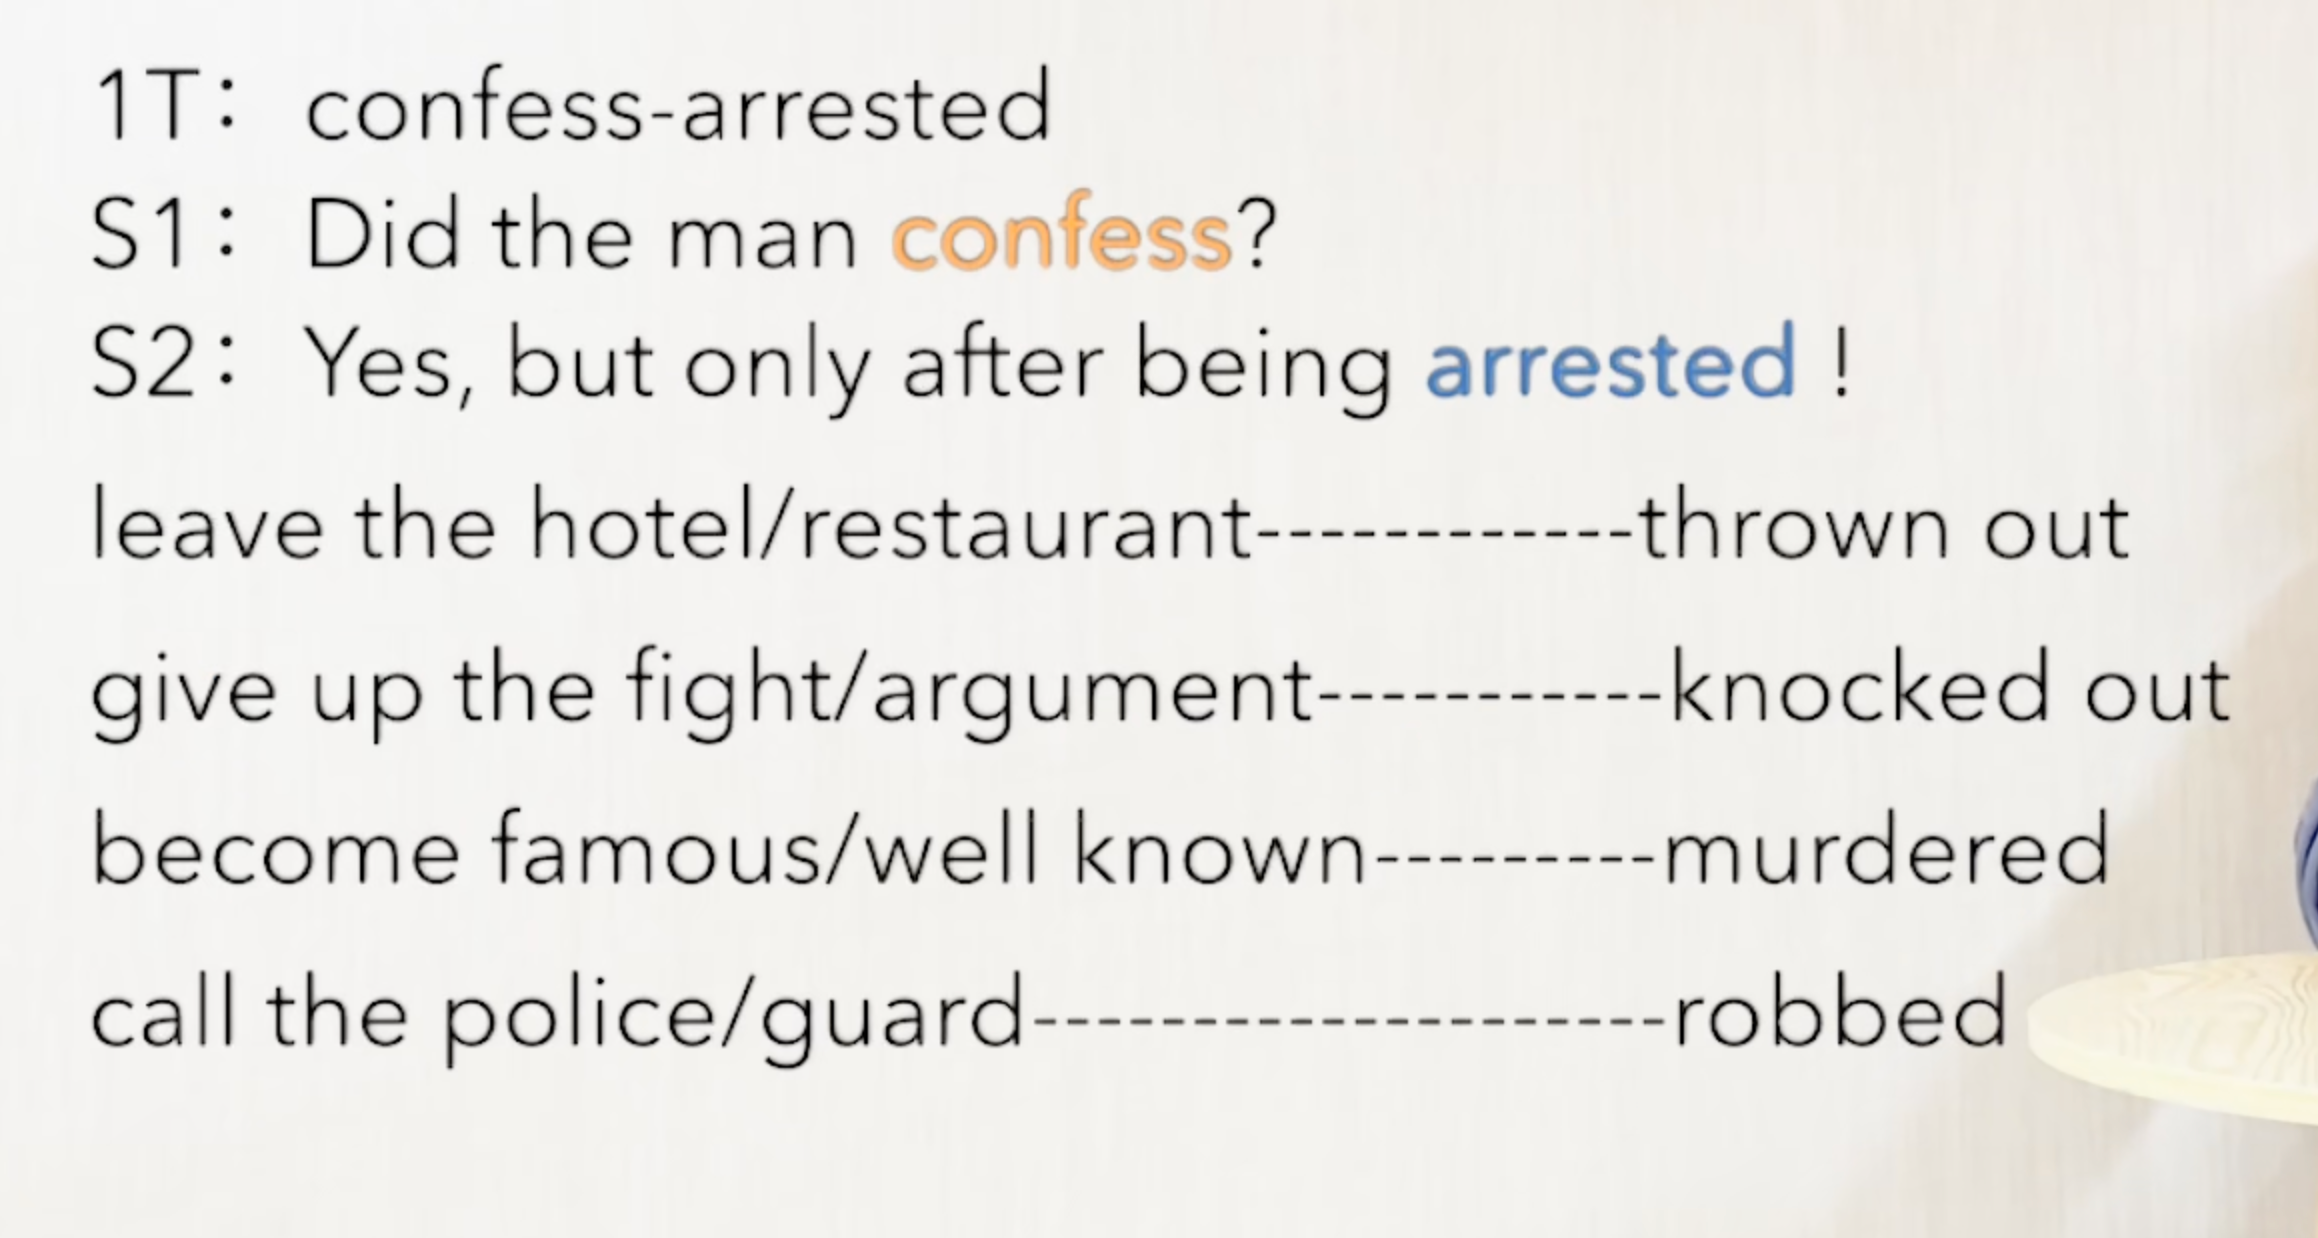 1T: confess-arrested
S1: Did the man confess?
S2: Yes, but only after being arrested !
leave the hotel/restaurant------------thrown out
give up the fight/argument-----------knocked out
become famous/well known---------murdered
call the police/guard--------------------robbed